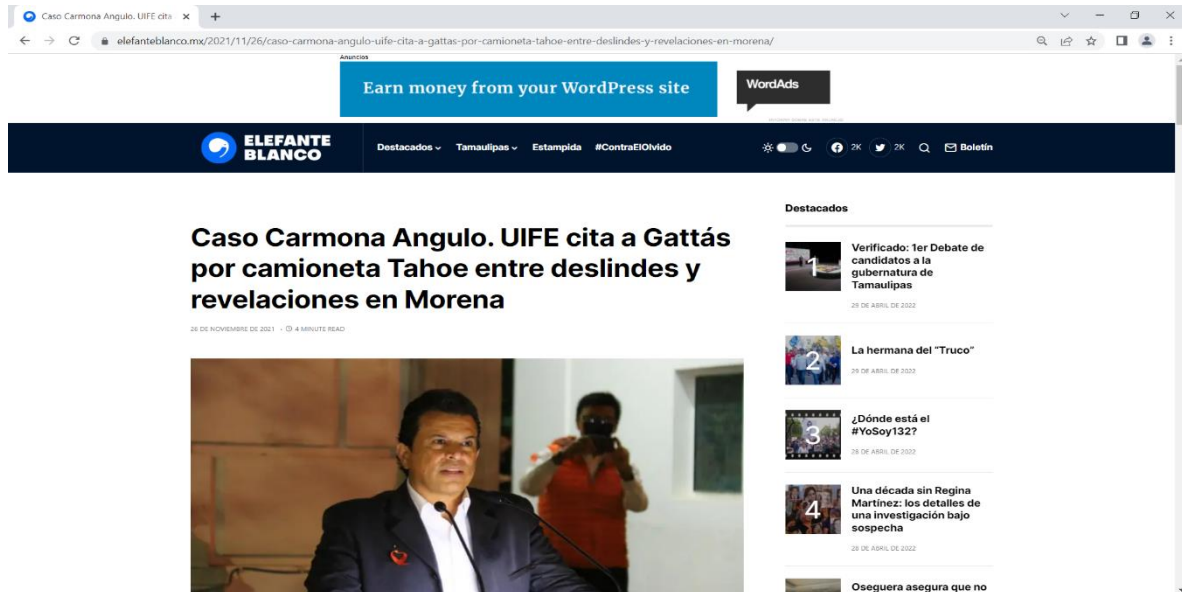 Caso Carmona Angulo. UIFE cita
elefanteblanco.mx/2021/11/26/caso-carmona-angulo-uife-cita-a-gattas-por-camioneta-tahoe-entre-deslindes-y-revelaciones-en-morena/
Anuncios
Earn money from your WordPress site
WordAds
ELEFANTE
BLANCO
Destacados Tamaulipas Estampida #ContraElOlvido 2K 2K Boletín
Caso Carmona Angulo. UIFE cita a Gattás
por camioneta Tahoe entre deslindes y
revelaciones en Morena
26 DE NOVIEMBRE DE 2021 4 MINUTE READ
Destacados
1
Verificado: 1er Debate de
candidatos a la
gubernatura de
Tamaulipas
29 DE ABRIL DE 2022
2
La hermana del “Truco”
29 DE ABRIL DE 2022
3
¿Dónde está el
#YoSoy132?
28 DE ABRIL DE 2022
4
Una década sin Regina
Martínez: los detalles de
una investigación bajo
sospecha
28 DE ABRIL DE 2022
Oseguera asegura que no